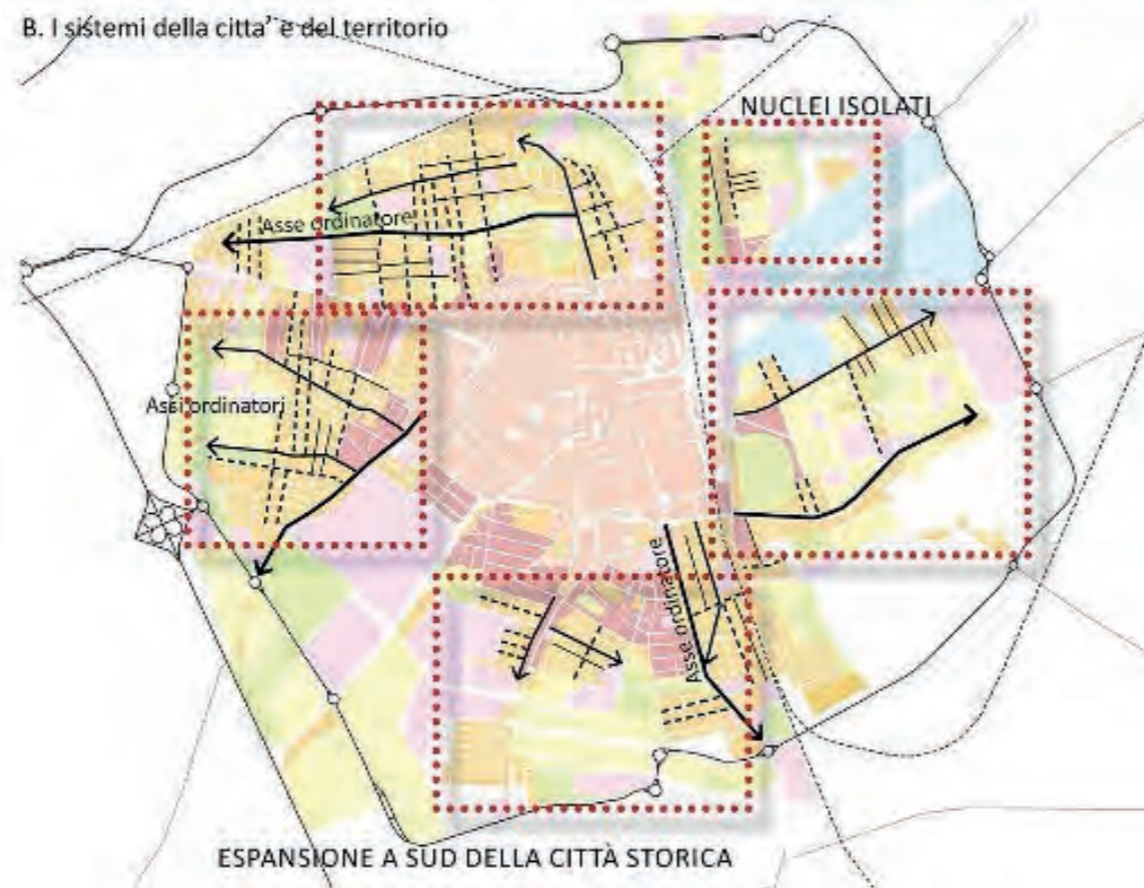 B. I sistemi della citta' e del territorio
NUCLEI ISOLATI
Asse ordinatore
Assi ordinatori
Asse ordinatore
ESPANSIONE A SUD DELLA CITTÀ STORICA